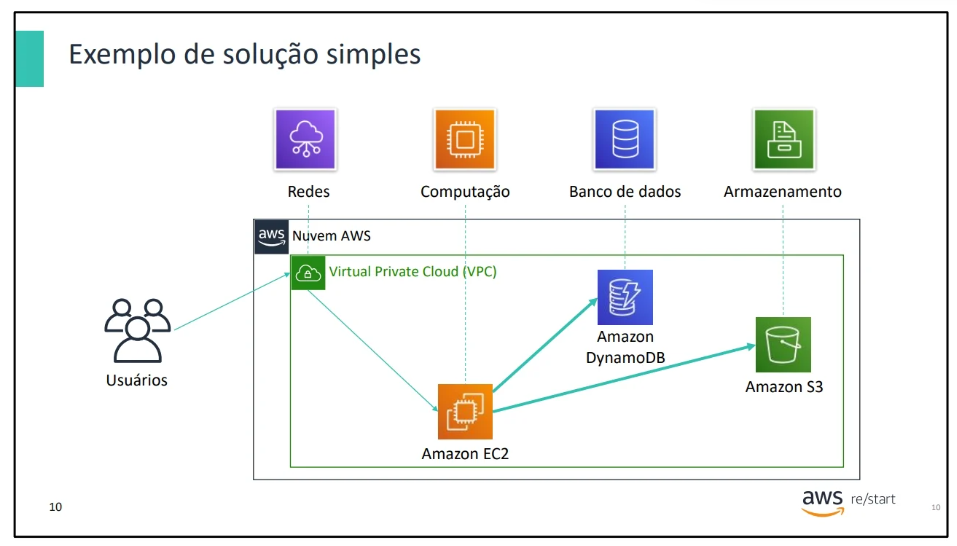 Exemplo de solução simples
Redes
Computação
Banco de dados
Armazenamento
aws
Nuvem AWS
Virtual Private Cloud (VPC)
Usuários
Amazon
DynamoDB
Amazon S3
Amazon EC2
10
aws re/start
10